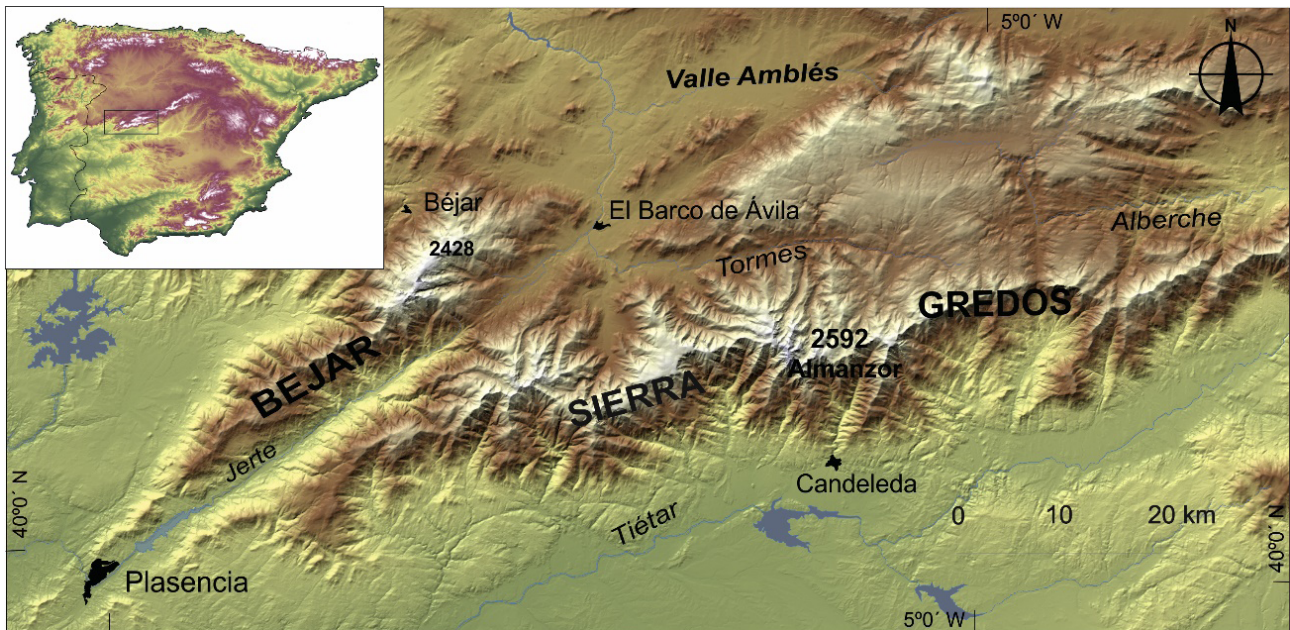 5º0´ W
N
Valle Amblés
Béjar
El Barco de Ávila
2428
Tormes
Alberche
GREDOS
2592
Almanzor
BEJAR
SIERRA
Jerte
Candeleda
40º0´ N
Tiétar
0 10 20 km
40º0´ N
Plasencia
5º0´ W